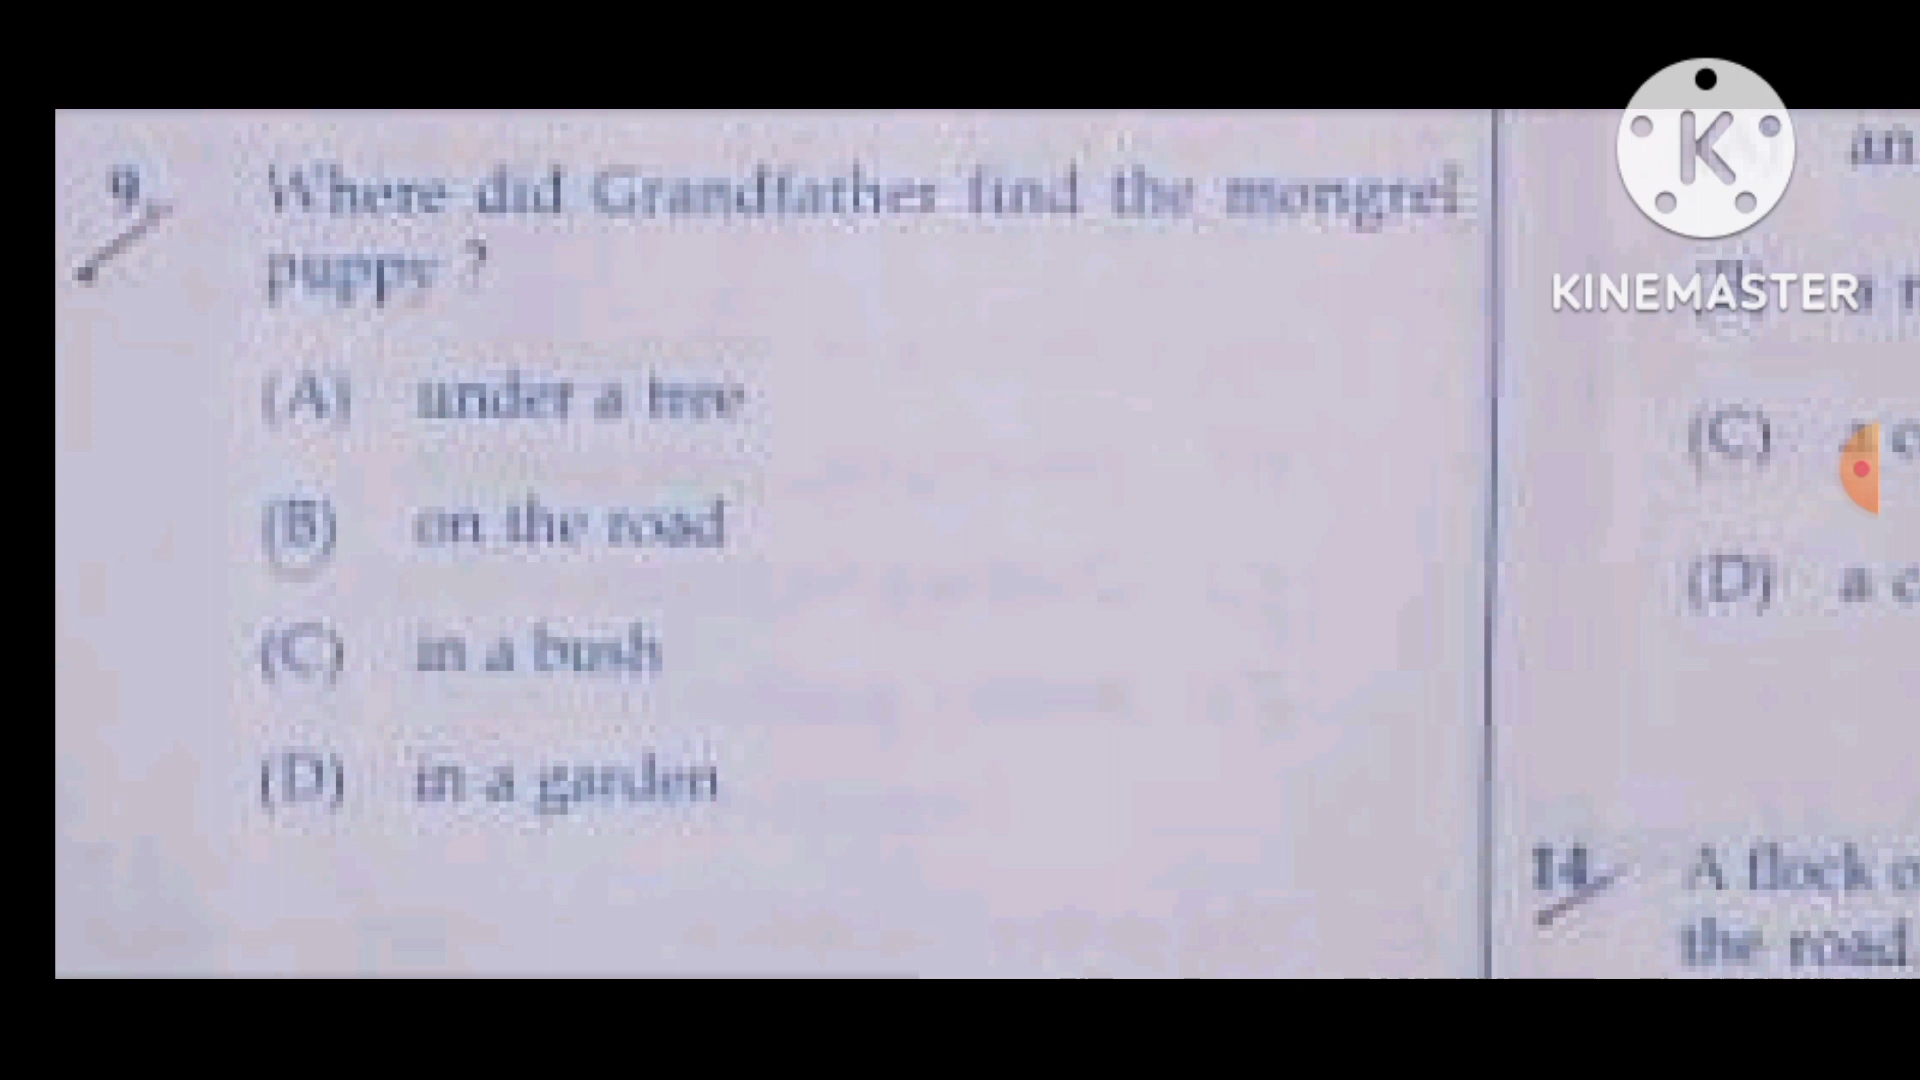 9. Where did Grandfather find the mongrel
puppy ?
(A) under a tree
(B) on the road
(C) in a bush
(D) in a garden
an
KINEMASTER
(C) a c
(D) a c
14. A flock o
the road.